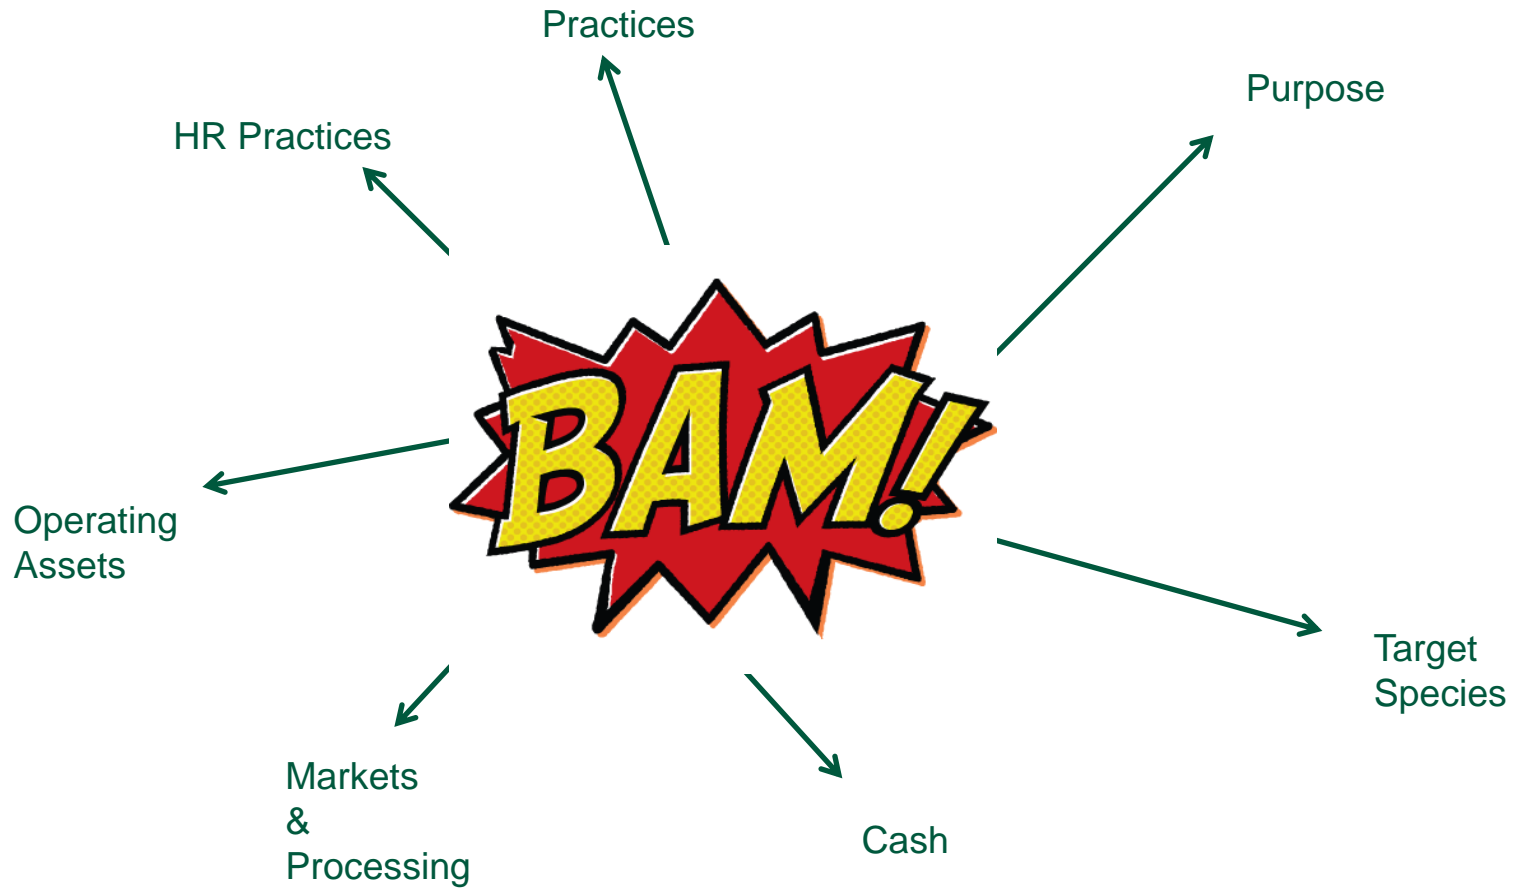 Practices
Purpose
HR Practices
BAM!
Operating
Assets
Target
Species
Markets
&
Processing
Cash